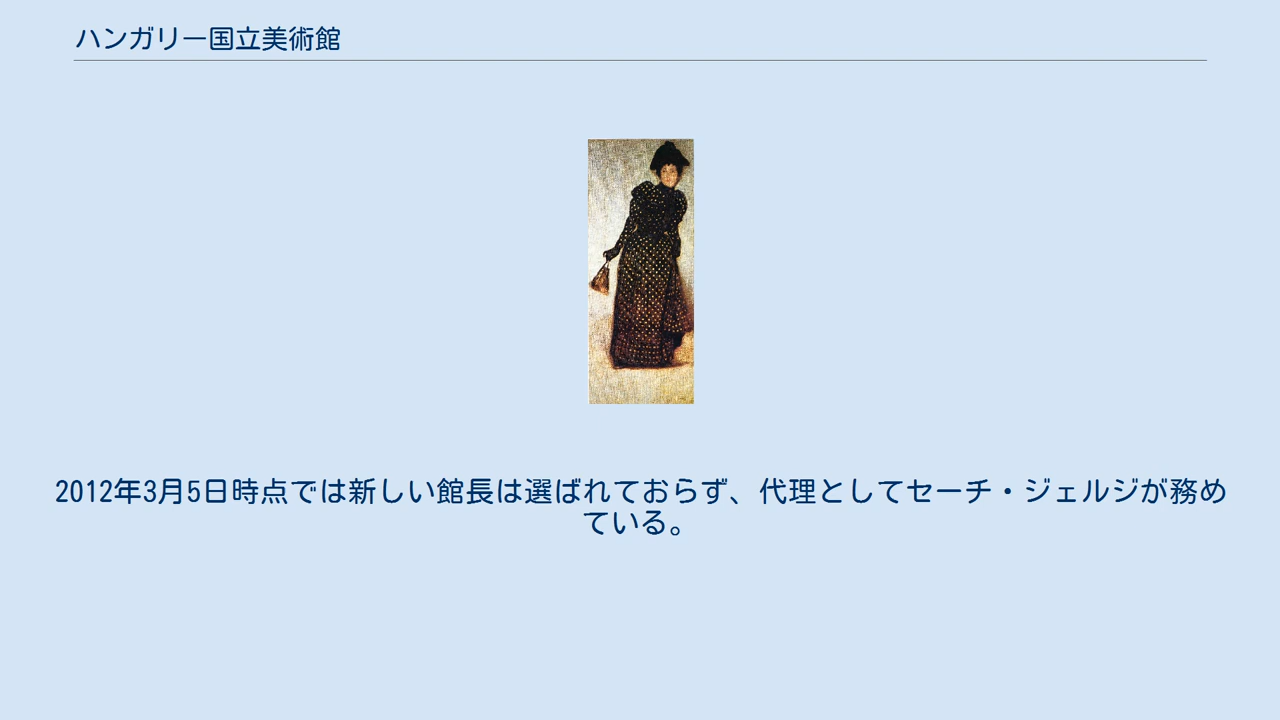 ハンガリー国立美術館
2012年3月5日時点では新しい館長は選ばれておらず、代理としてセーチ・ジェルジが務め
ている。